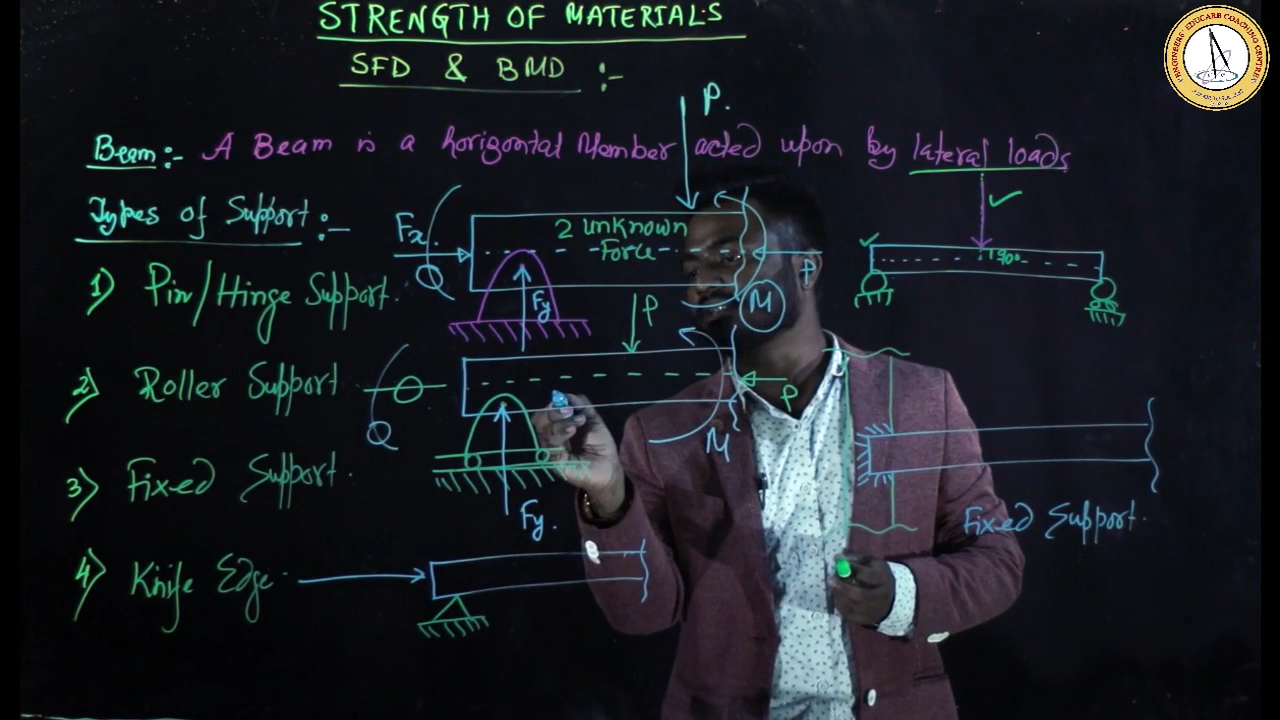 STRENGTH OF MATERIALS
SFD & BMD :-
P.
Beam:- A Beam is a horizontal Member acted upon by lateral loads
Types of Support:-
Fx.
2 unknown
Force
90°
P
Fy
M
1) Pin/Hinge Support.
P
2) Roller Support
P
M
3) Fixed Support.
Fy.
Fixed Support.
4) Knife Edge